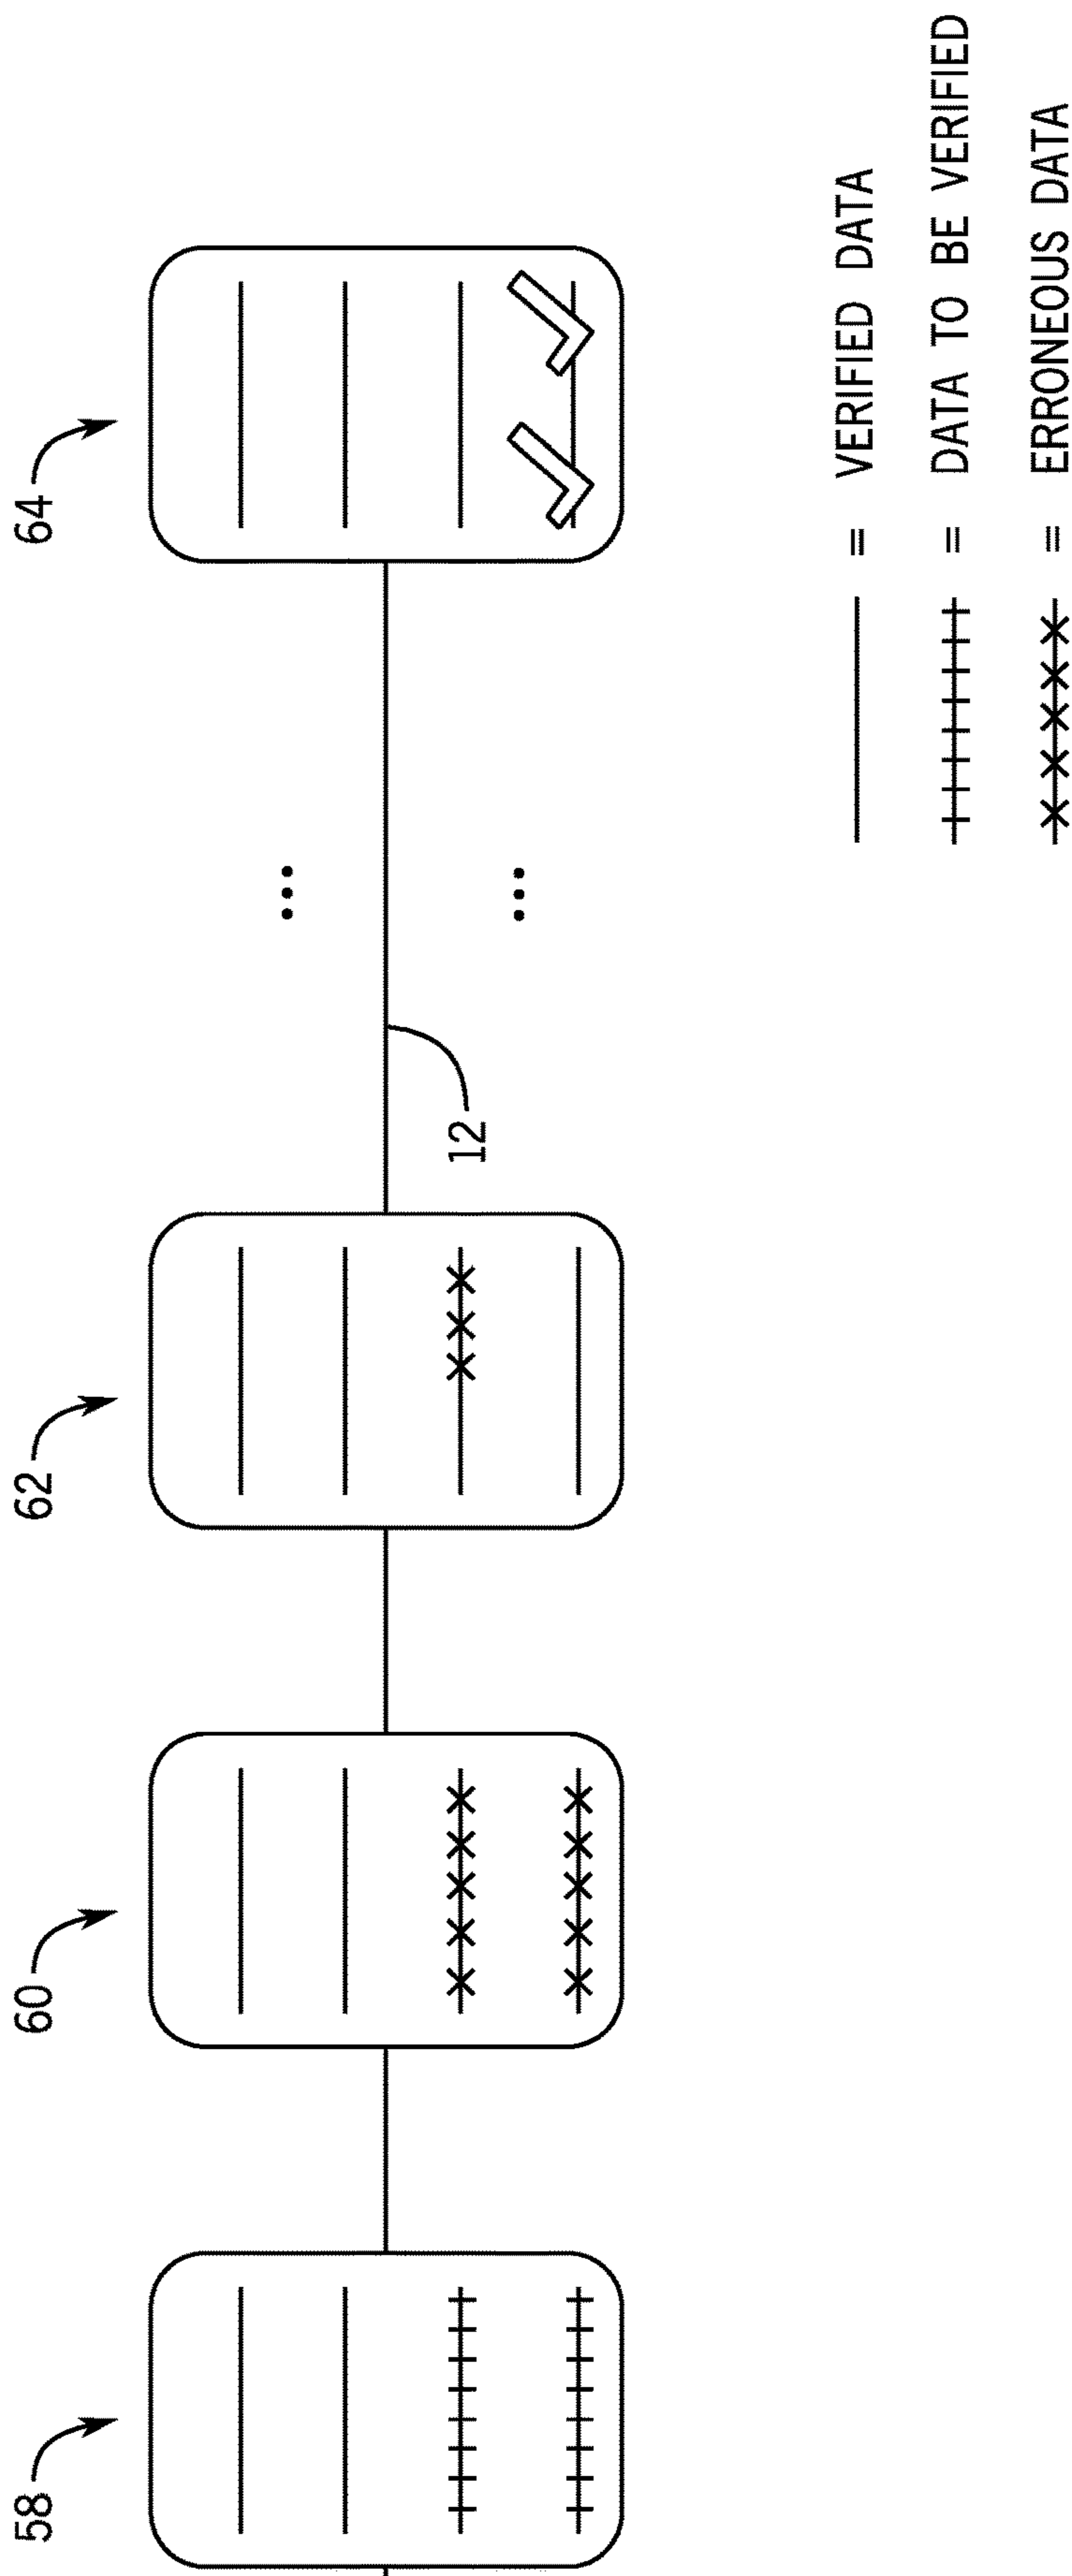 58
60
62
64
12
= VERIFIED DATA
= DATA TO BE VERIFIED
= ERRONEOUS DATA